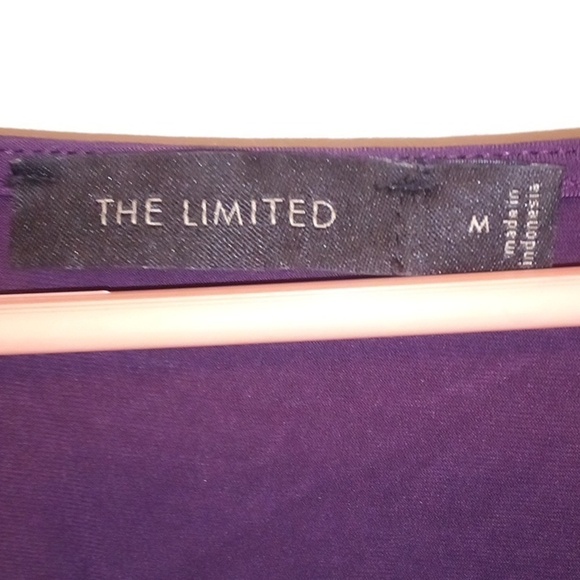 THE LIMITED
M
made in
indonesia